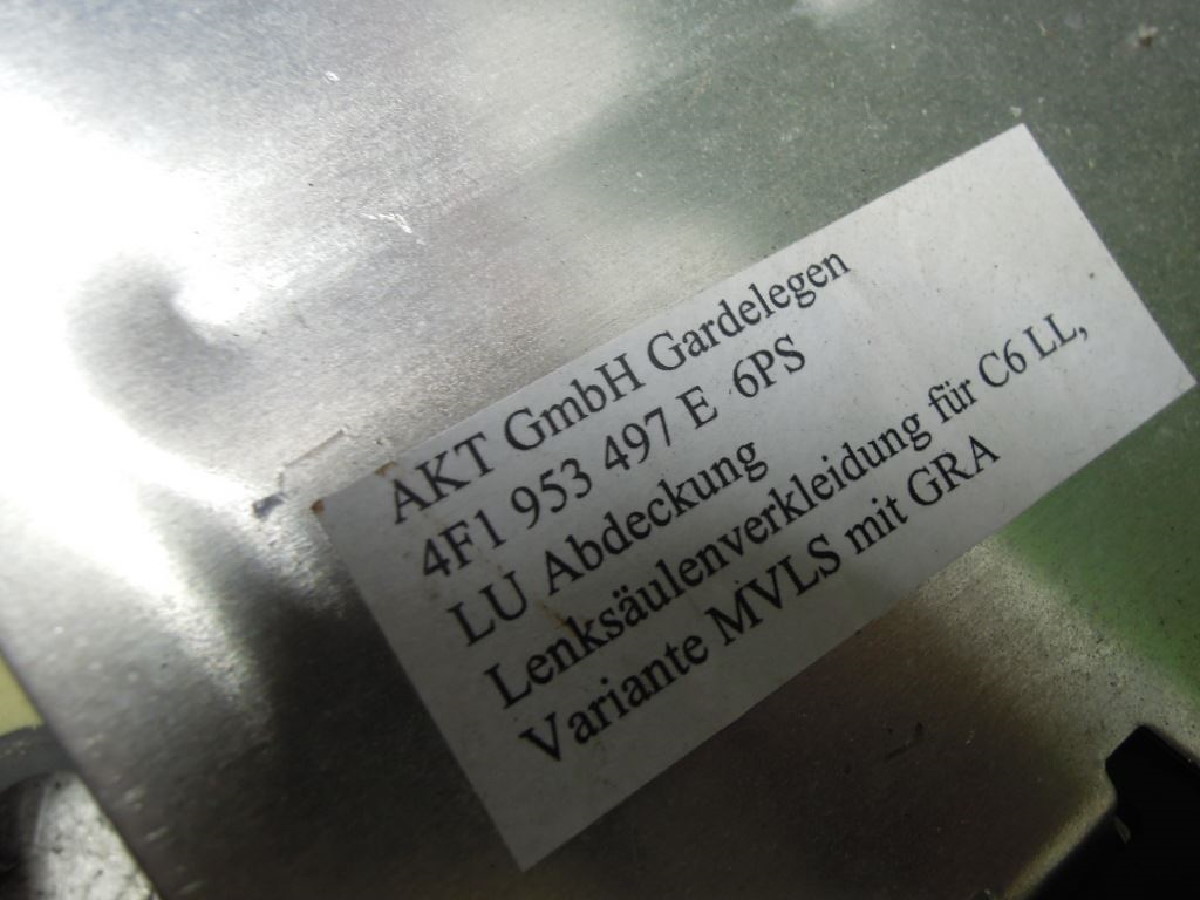 AKT GmbH Gardelegen
4F1 953 497 E 6PS
LU Abdeckung
Lenksäulenverkleidung für C6 LL,
Variante MVLS mit GRA